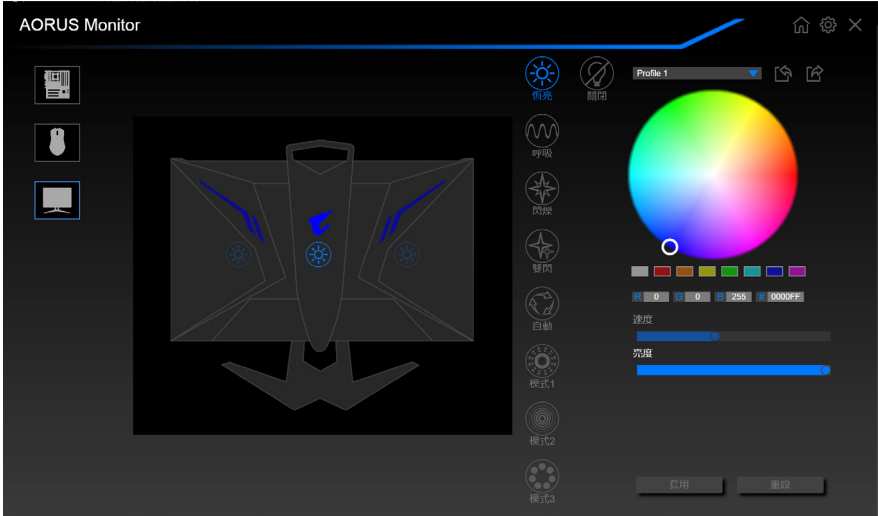 AORUS Monitor
恆亮
關閉
Profile 1
呼吸
閃爍
雙閃
自動
模式1
模式2
模式3
R 0 G 0 B 255 # 0000FF
速度
亮度
套用
重設